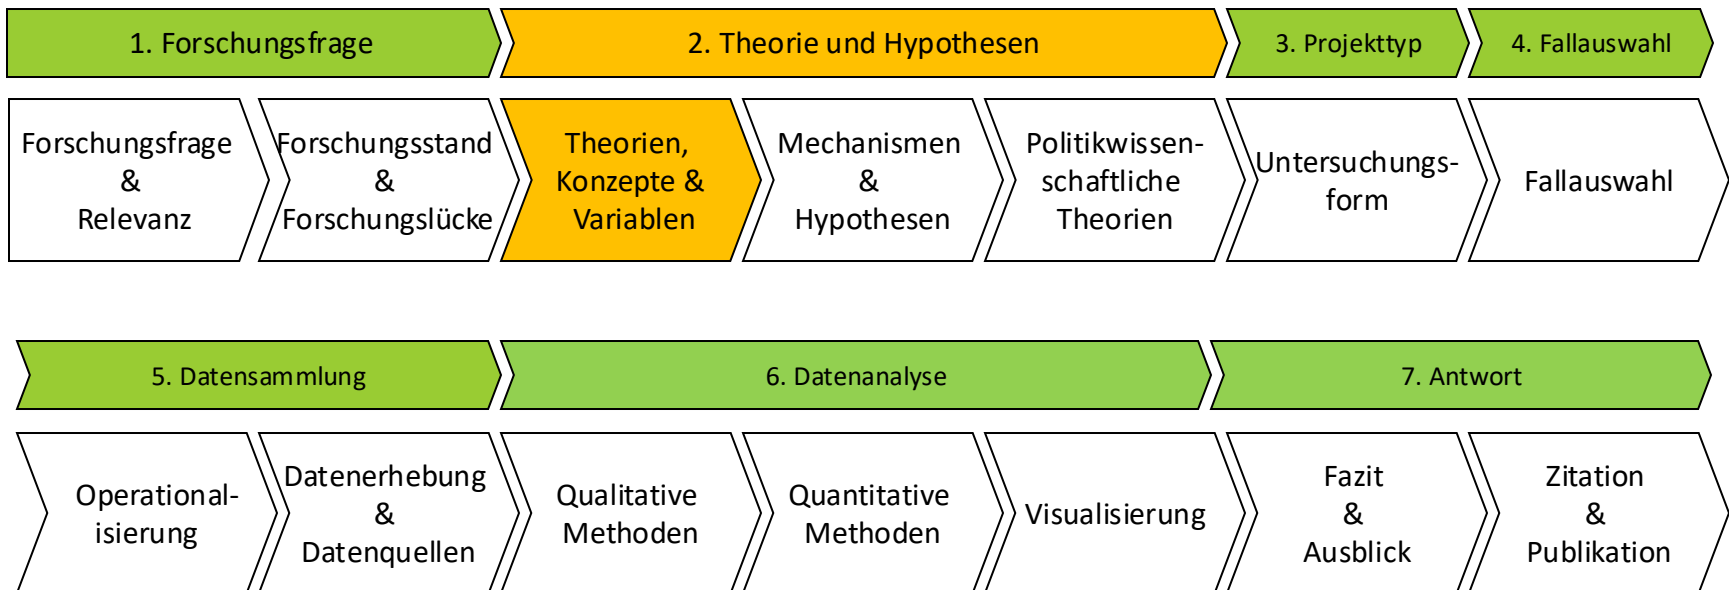 1. Forschungsfrage
2. Theorie und Hypothesen
3. Projekttyp
4. Fallauswahl
Forschungsfrage
&
Relevanz
Forschungsstand
&
Forschungslücke
Theorien,
Konzepte &
Variablen
Mechanismen
&
Hypothesen
Politikwissen-
schaftliche
Theorien
Untersuchungs-
form
Fallauswahl
5. Datensammlung
6. Datenanalyse
7. Antwort
Operational-
isierung
Datenerhebung
&
Datenquellen
Qualitative
Methoden
Quantitative
Methoden
Visualisierung
Fazit
&
Ausblick
Zitation
&
Publikation